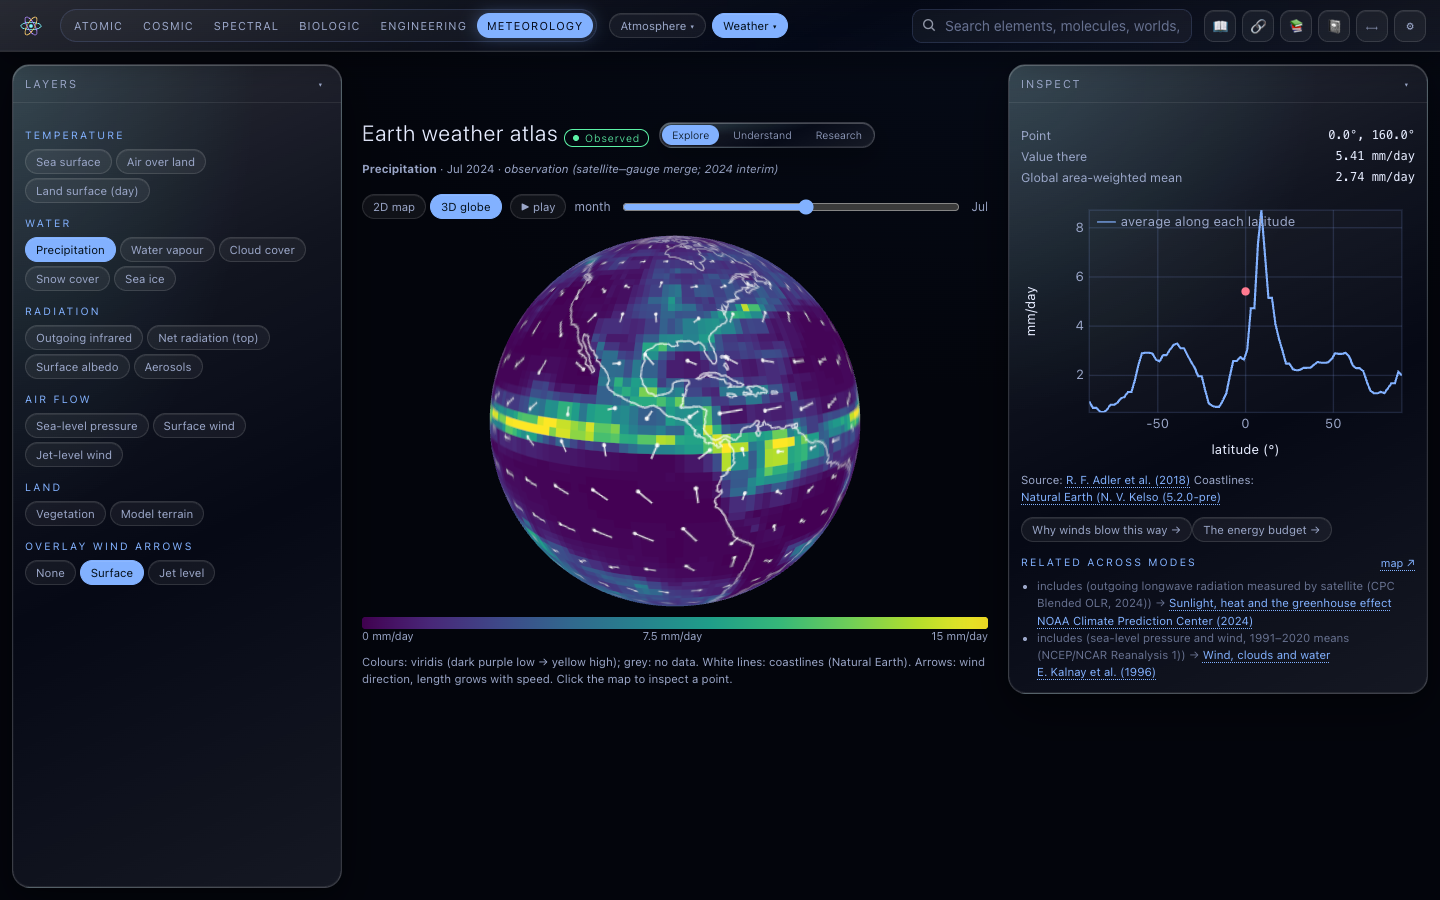 ATOMIC COSMIC SPECTRAL BIOLOGIC ENGINEERING METEOROLOGY Atmosphere ▾ Weather ▾ Search elements, molecules, worlds,
LAYERS
TEMPERATURE
Sea surface Air over land
Land surface (day)
WATER
Precipitation Water vapour Cloud cover
Snow cover Sea ice
RADIATION
Outgoing infrared Net radiation (top)
Surface albedo Aerosols
AIR FLOW
Sea-level pressure Surface wind
Jet-level wind
LAND
Vegetation Model terrain
OVERLAY WIND ARROWS
None Surface Jet level
Earth weather atlas Observed Explore Understand Research
Precipitation · Jul 2024 · observation (satellite–gauge merge; 2024 interim)
2D map 3D globe ▶ play month Jul
0 mm/day 7.5 mm/day 15 mm/day
Colours: viridis (dark purple low → yellow high); grey: no data. White lines: coastlines (Natural Earth). Arrows: wind
direction, length grows with speed. Click the map to inspect a point.
INSPECT
Point 0.0°, 160.0°
Value there 5.41 mm/day
Global area-weighted mean 2.74 mm/day
average along each latitude
8
6
4
2
mm/day
-50 0 50
latitude (°)
Source: R. F. Adler et al. (2018) Coastlines:
Natural Earth (N. V. Kelso (5.2.0-pre)
Why winds blow this way → The energy budget →
RELATED ACROSS MODES map ↗
includes (outgoing longwave radiation measured by satellite (CPC
Blended OLR, 2024)) → Sunlight, heat and the greenhouse effect
NOAA Climate Prediction Center (2024)
includes (sea-level pressure and wind, 1991–2020 means
(NCEP/NCAR Reanalysis 1)) → Wind, clouds and water
E. Kalnay et al. (1996)